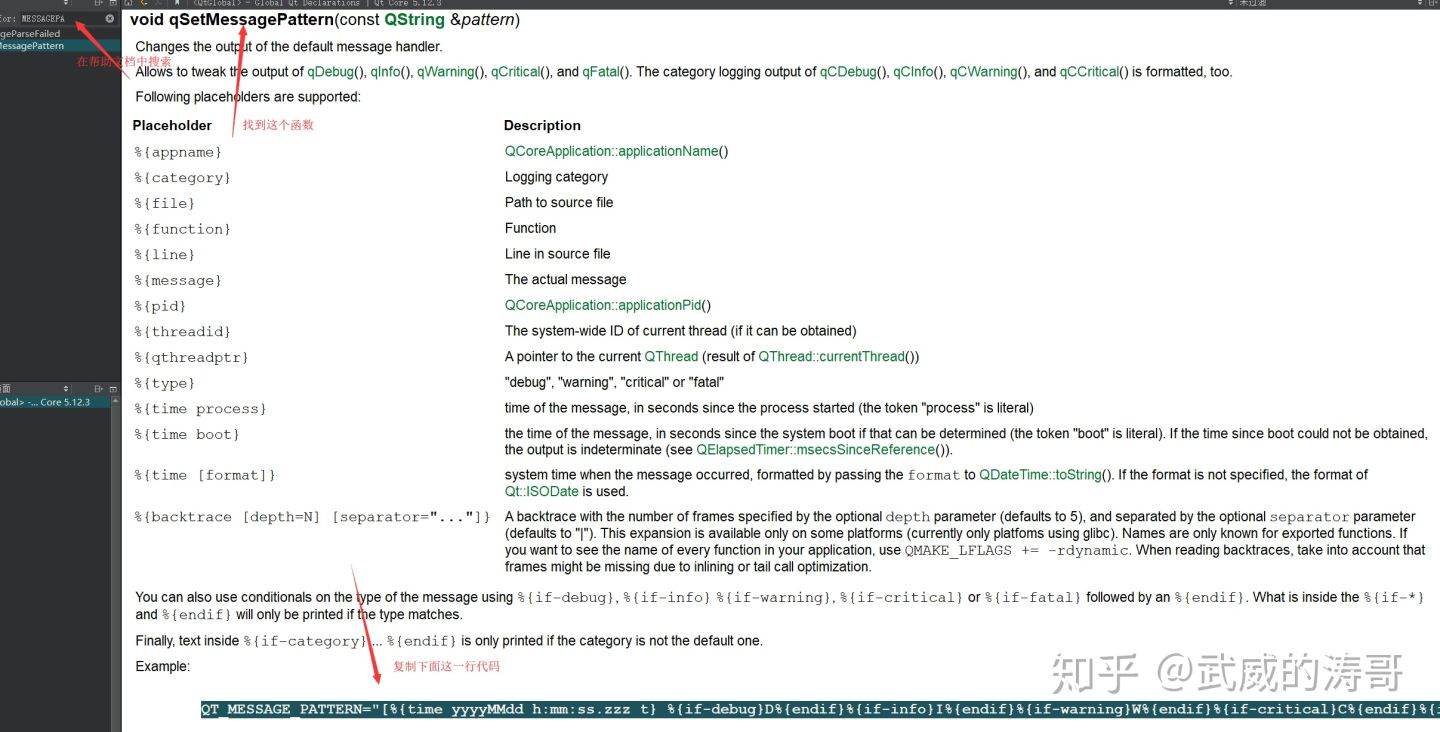 <QtGlobal> - Global Qt Declarations | Qt Core 5.12.3
未过滤
for: MESSAGEPA
geParseFailed
MessagePattern
在帮助文档中搜索
void qSetMessagePattern(const QString &pattern)
Changes the output of the default message handler.
Allows to tweak the output of qDebug(), qInfo(), qWarning(), qCritical(), and qFatal(). The category logging output of qCDebug(), qCInfo(), qCWarning(), and qCCritical() is formatted, too.
Following placeholders are supported:
找到这个函数
Placeholder Description
%{appname} QCoreApplication::applicationName()
%{category} Logging category
%{file} Path to source file
%{function} Function
%{line} Line in source file
%{message} The actual message
%{pid} QCoreApplication::applicationPid()
%{threadid} The system-wide ID of current thread (if it can be obtained)
%{qthreadptr} A pointer to the current QThread (result of QThread::currentThread())
%{type} "debug", "warning", "critical" or "fatal"
%{time process} time of the message, in seconds since the process started (the token "process" is literal)
%{time boot} the time of the message, in seconds since the system boot if that can be determined (the token "boot" is literal). If the time since boot could not be obtained,
the output is indeterminate (see QElapsedTimer::msecsSinceReference()).
%{time [format]} system time when the message occurred, formatted by passing the format to QDateTime::toString(). If the format is not specified, the format of
Qt::ISODate is used.
%{backtrace [depth=N] [separator="..."]} A backtrace with the number of frames specified by the optional depth parameter (defaults to 5), and separated by the optional separator parameter
(defaults to "|"). This expansion is available only on some platforms (currently only platfoms using glibc). Names are only known for exported functions. If
you want to see the name of every function in your application, use QMAKE_LFLAGS += -rdynamic. When reading backtraces, take into account that
frames might be missing due to inlining or tail call optimization.
页面
obal> -... Core 5.12.3
You can also use conditionals on the type of the message using %{if-debug}, %{if-info} %{if-warning}, %{if-critical} or %{if-fatal} followed by an %{endif}. What is inside the %{if-*}
and %{endif} will only be printed if the type matches.
Finally, text inside %{if-category} ... %{endif} is only printed if the category is not the default one.
Example:
复制下面这一行代码
知乎 @武威的涛哥
QT_MESSAGE_PATTERN="[%{time yyyyMMdd h:mm:ss.zzz t} %{if-debug}D%{endif}%{if-info}I%{endif}%{if-warning}W%{endif}%{if-critical}C%{endif}%{i